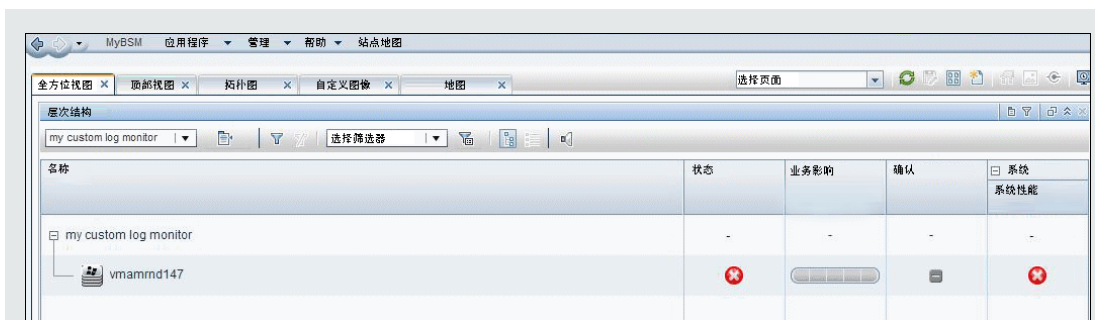 MyBSM 应用程序 管理 帮助 站点地图
全方位视图 顶部视图 拓扑图 自定义图像 地图 选择页面
层次结构
my custom log monitor 选择筛选器
名称 状态 业务影响 确认 系统
系统性能
my custom log monitor - - - -
vmamrnd147